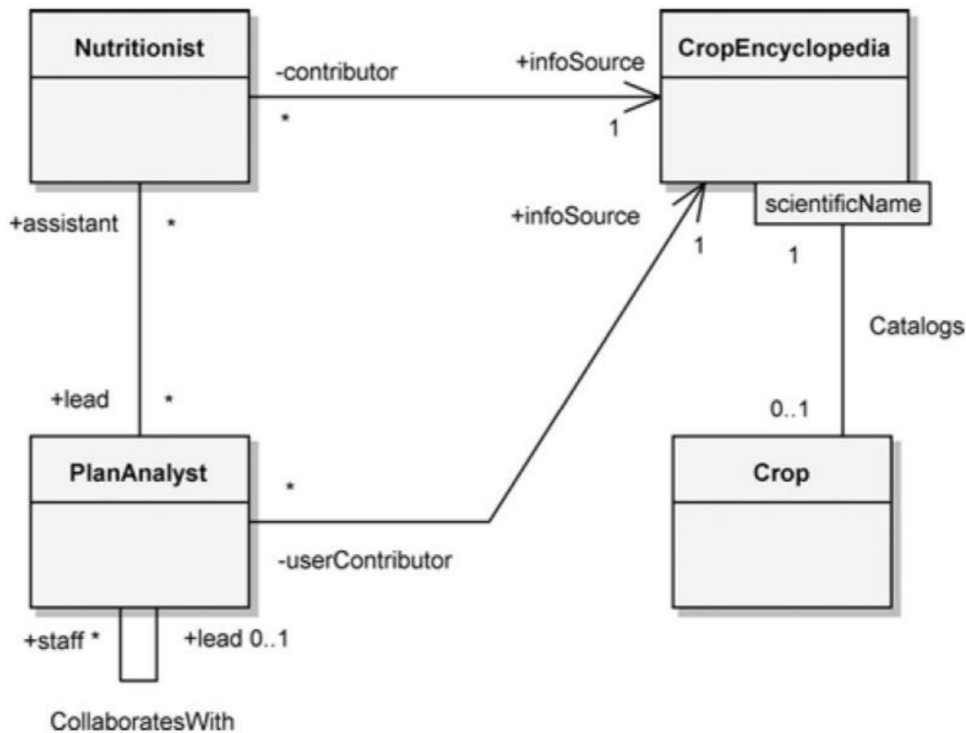 Nutritionist
CropEncyclopedia
-contributor
+infoSource
*
1
+assistant
*
+infoSource
scientificName
1
1
Catalogs
+lead
*
0..1
PlanAnalyst
*
Crop
-userContributor
+staff *
+lead 0..1
CollaboratesWith